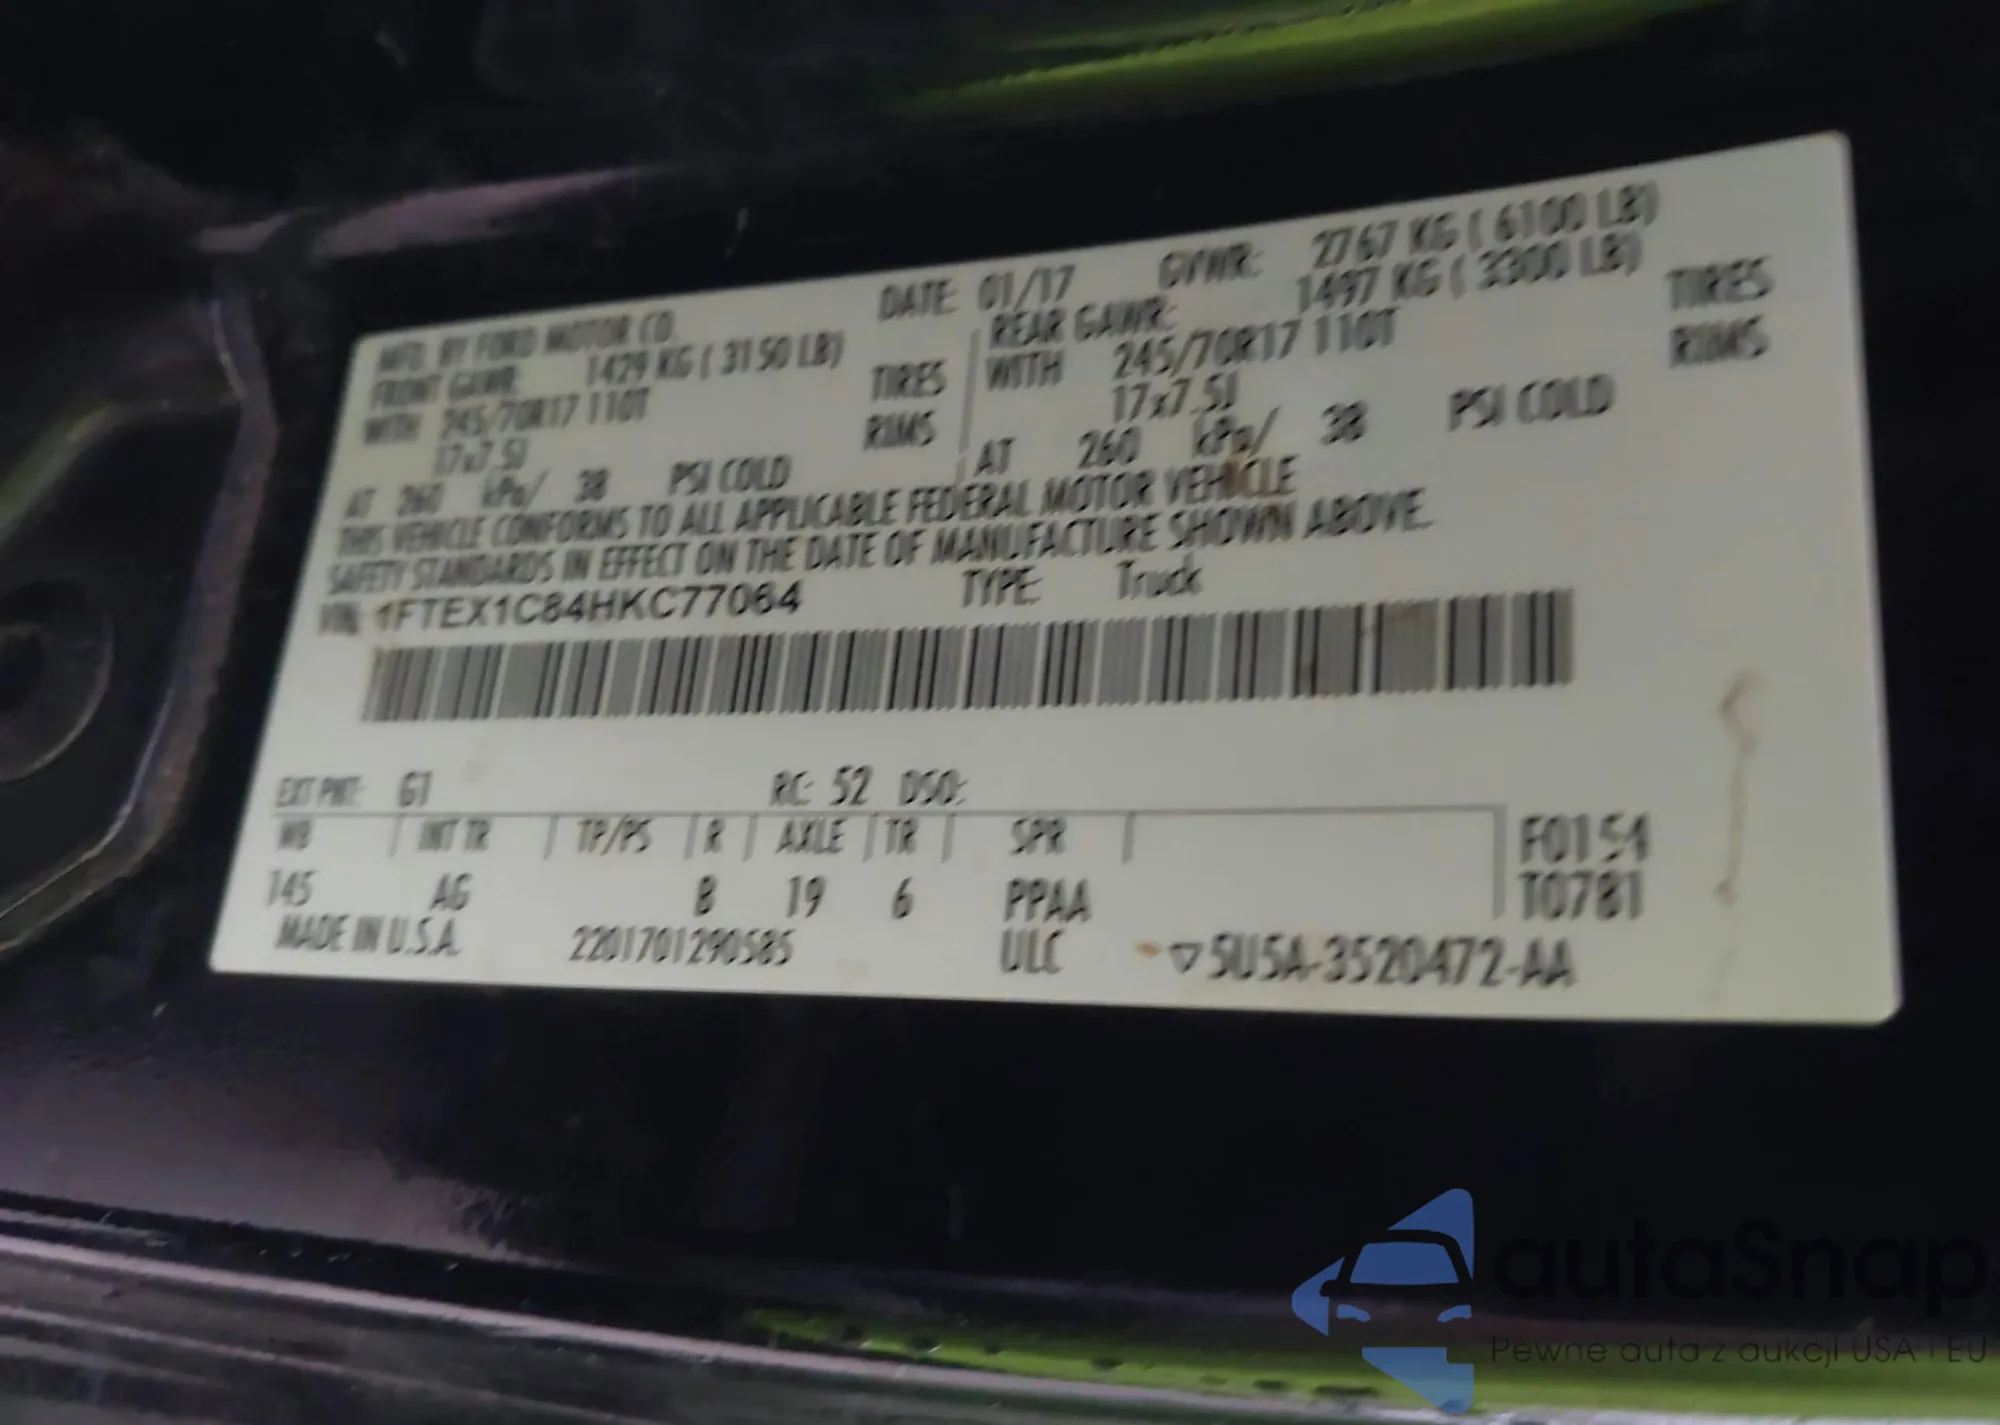 MFD. BY FORD MOTOR CO. DATE: 01/17 GVWR: 2767 KG ( 6100 LB)
FRONT GAWR: 1429 KG ( 3150 LB) REAR GAWR: 1497 KG ( 3300 LB)
WITH 245/70R17 110T TIRES WITH 245/70R17 110T TIRES
17x7.5J RIMS 17x7.5J RIMS
AT 260 kPa/ 38 PSI COLD AT 260 kPa/ 38 PSI COLD
THIS VEHICLE CONFORMS TO ALL APPLICABLE FEDERAL MOTOR VEHICLE
SAFETY STANDARDS IN EFFECT ON THE DATE OF MANUFACTURE SHOWN ABOVE.
VIN: 1FTEX1C84HKC77064 TYPE: Truck
EXT PNT: G1 RC: 52 DSO:
WB INT TR TP/PS R AXLE TR SPR F0154
145 AG B 19 6 PPAA T0781
MADE IN U.S.A. 2201701290585 ULC ▽5U5A-3520472-AA
autaSnap
Pewne auta z aukcji USA i EU